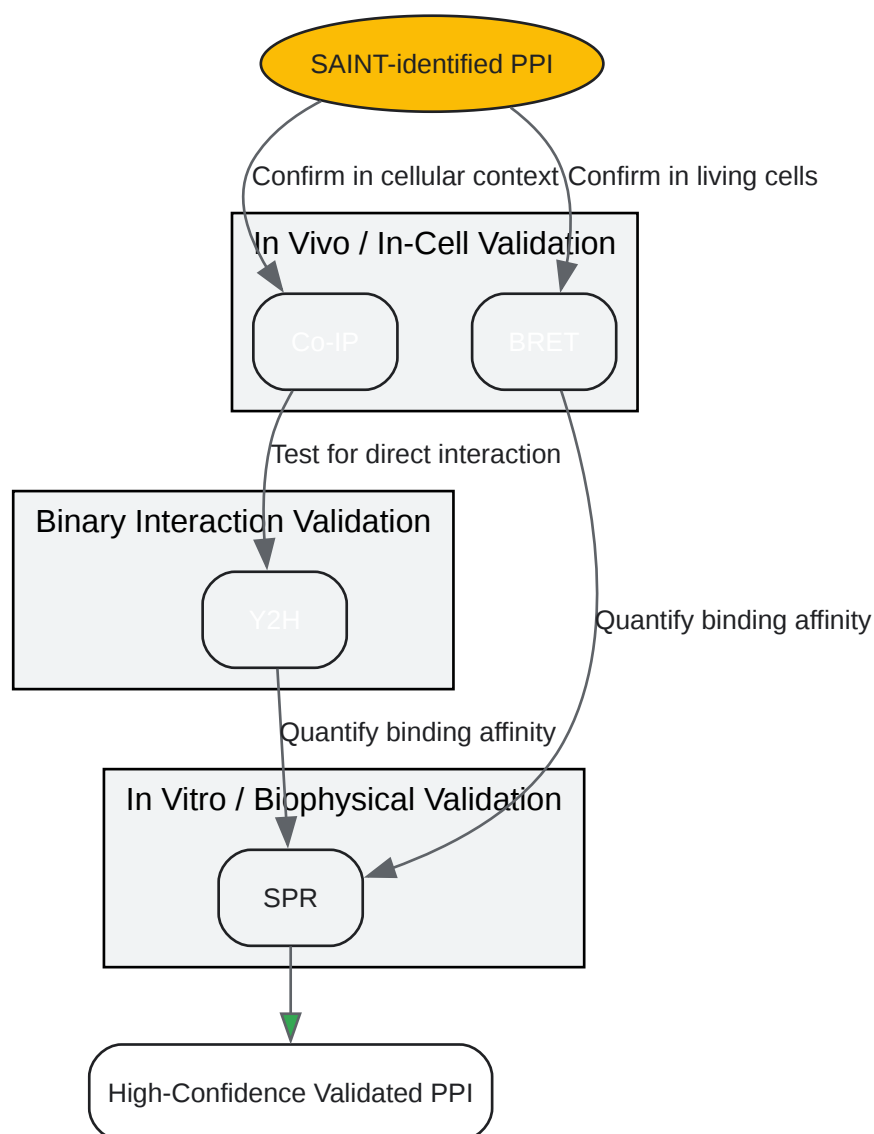 SAINT-identified PPI
Confirm in cellular context
Confirm in living cells
In Vivo / In-Cell Validation
Co-IP
BRET
Test for direct interaction
Binary Interaction Validation
Y2H
Quantify binding affinity
Quantify binding affinity
In Vitro / Biophysical Validation
SPR
High-Confidence Validated PPI